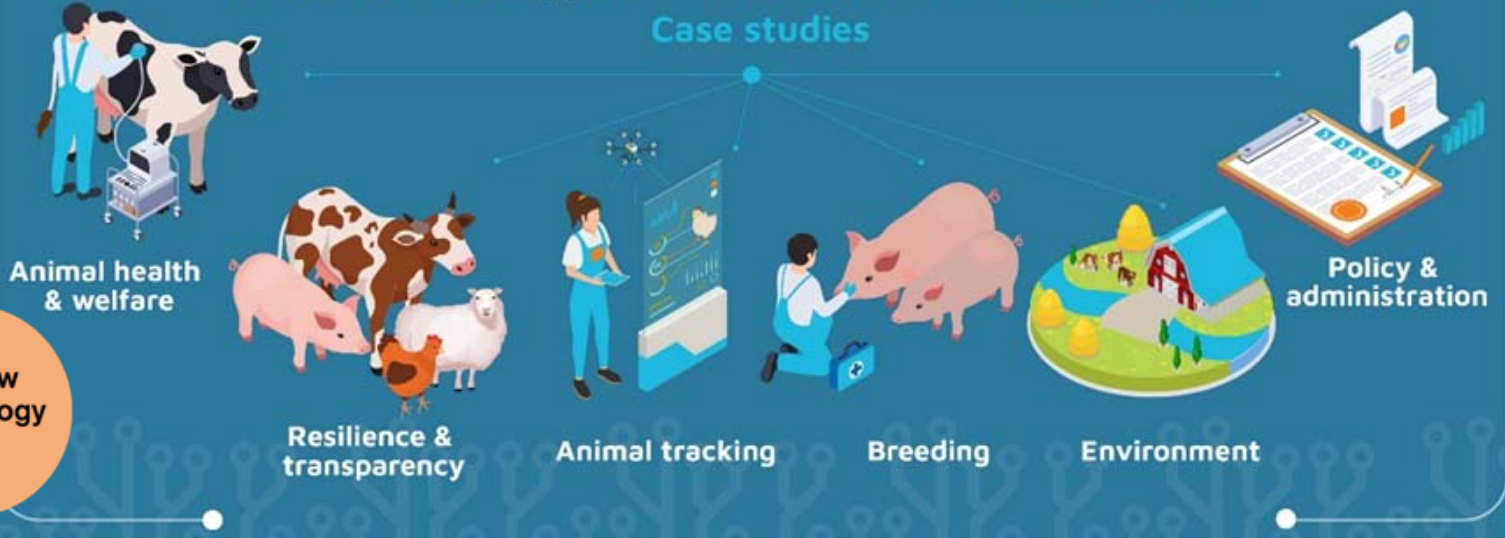 Case studies
Animal health
& welfare
Resilience &
transparency
Animal tracking
Breeding
Environment
Policy &
administration